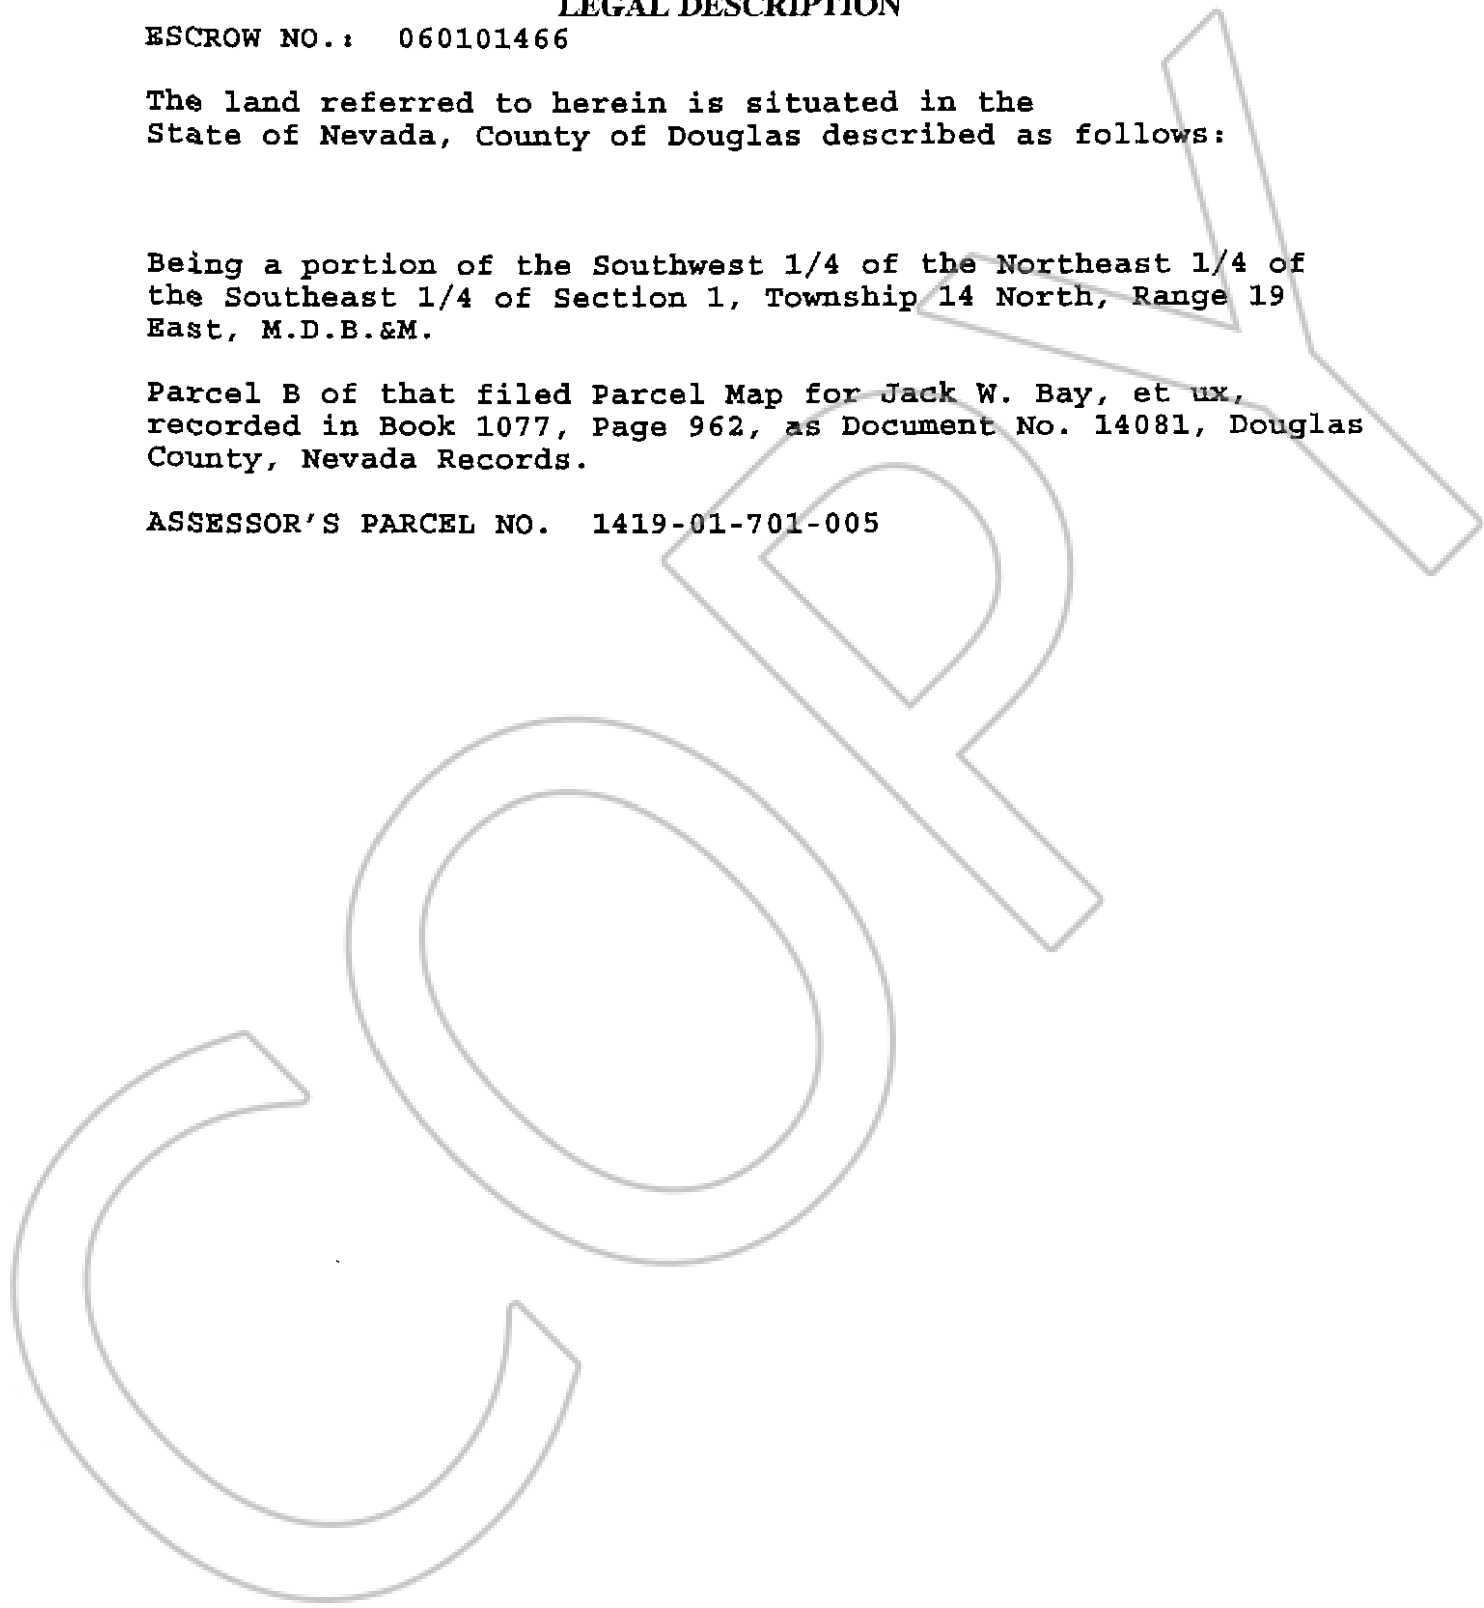 LEGAL DESCRIPTION
ESCROW NO.: 060101466
The land referred to herein is situated in the
State of Nevada, County of Douglas described as follows:
Being a portion of the Southwest 1/4 of the Northeast 1/4 of
the Southeast 1/4 of Section 1, Township 14 North, Range 19
East, M.D.B.&M.
Parcel B of that filed Parcel Map for Jack W. Bay, et ux,
recorded in Book 1077, Page 962, as Document No. 14081, Douglas
County, Nevada Records.
ASSESSOR'S PARCEL NO. 1419-01-701-005
COPY